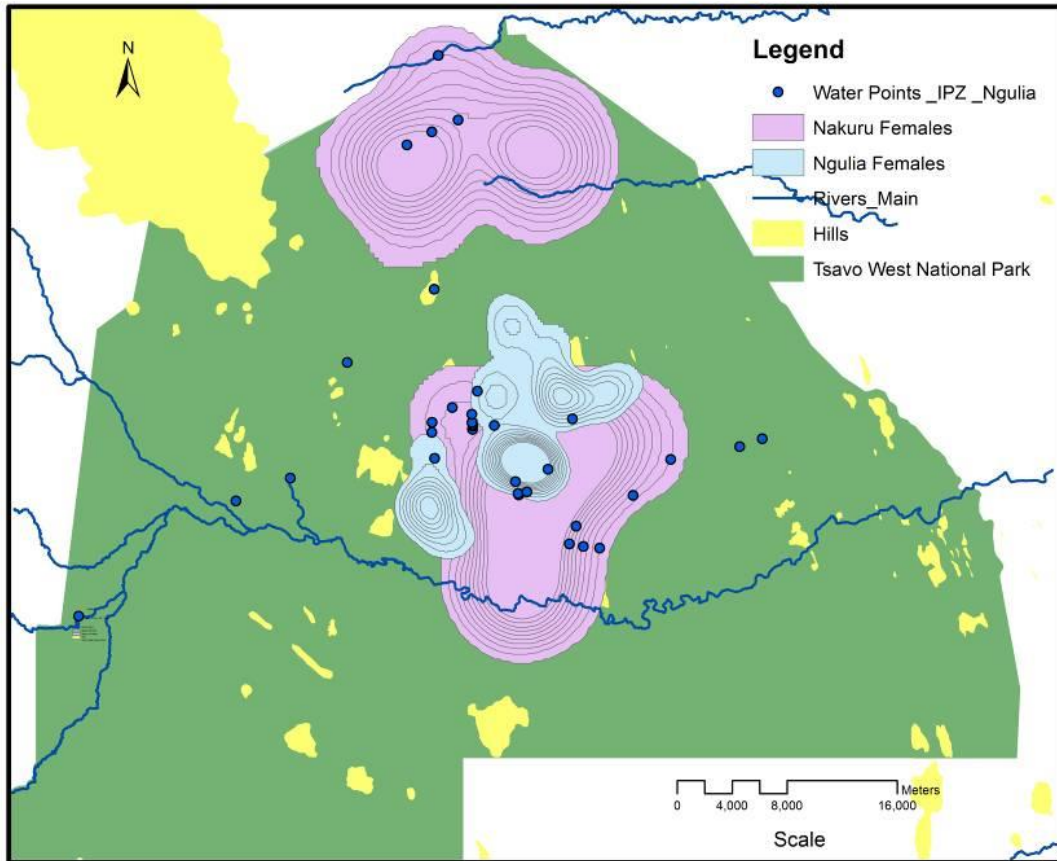 N
Legend
Water Points _IPZ _Ngulia
Nakuru Females
Ngulia Females
Rivers_Main
Hills
Tsavo West National Park
Meters
0 4,000 8,000 16,000
Scale